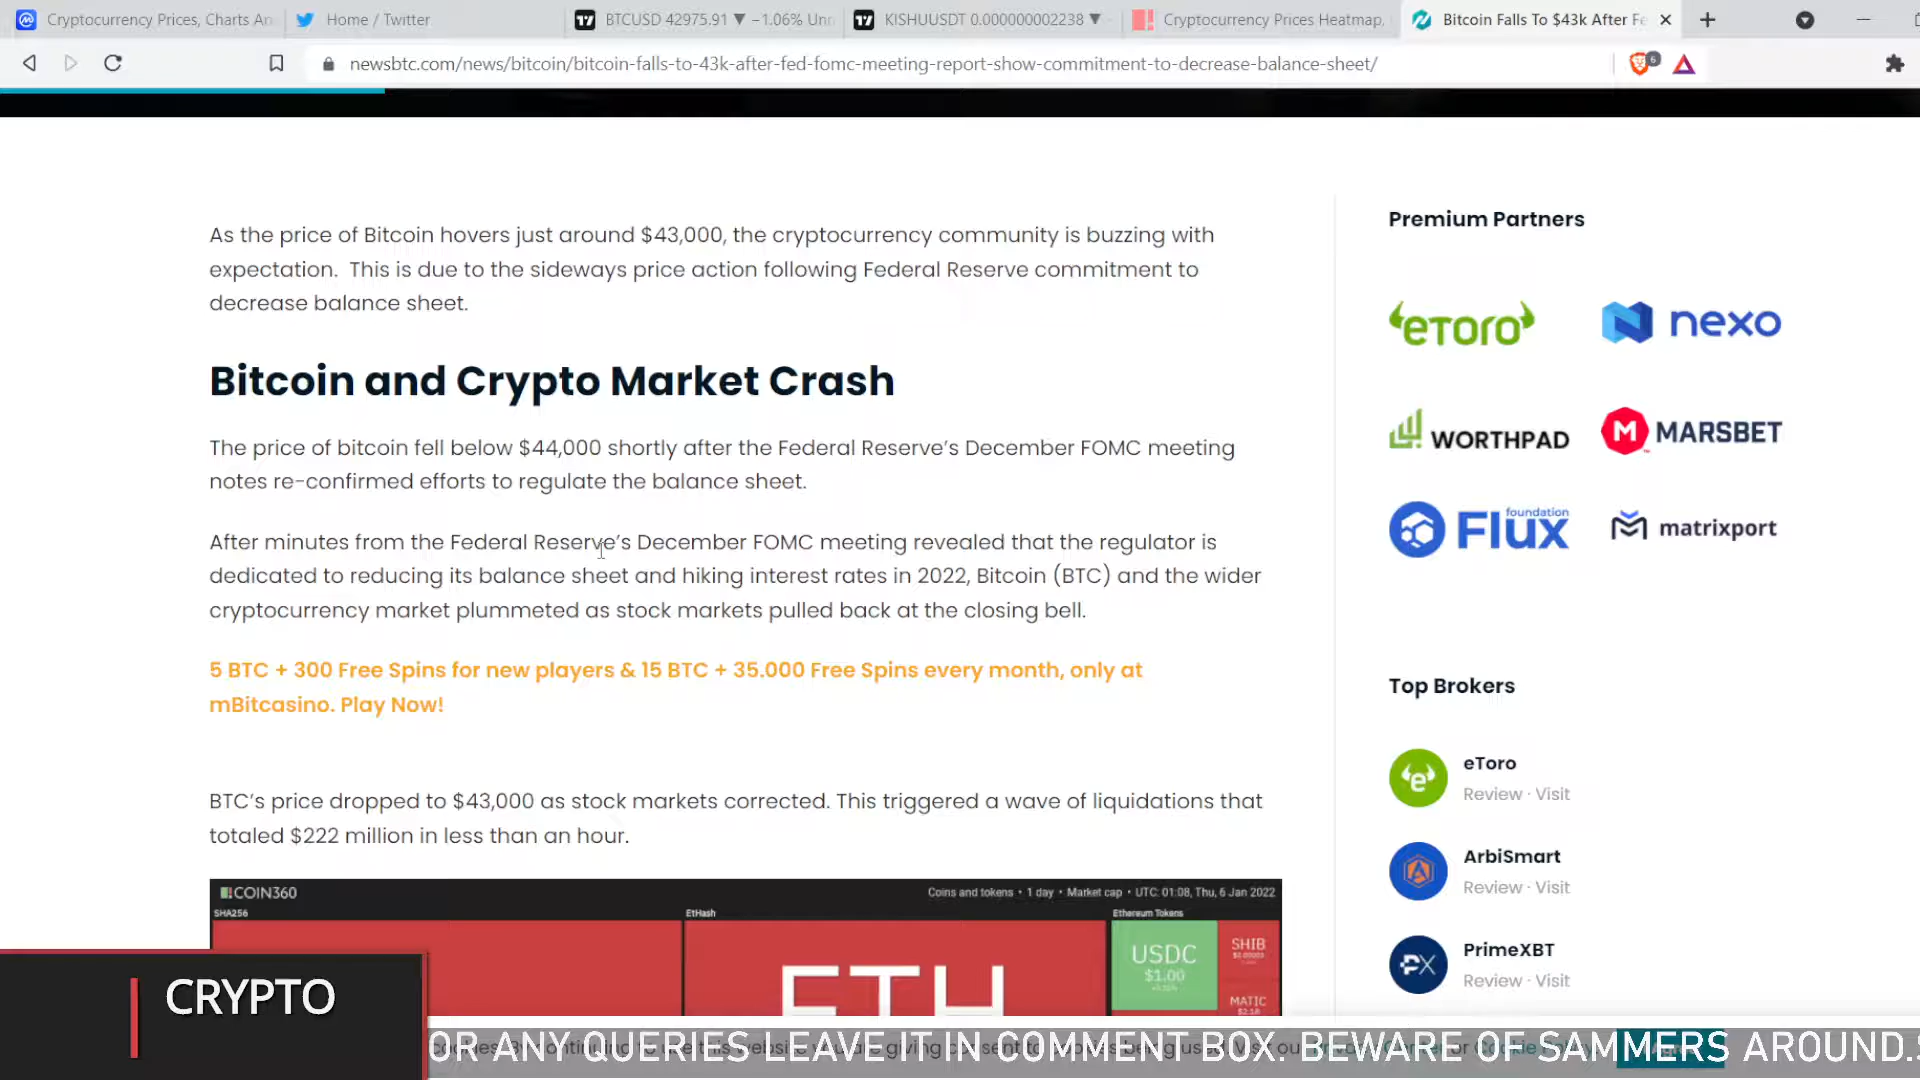 Cryptocurrency Prices, Charts An
Home / Twitter
BTCUSD 42975.91 ▼ −1.06% Unn
KISHUUSDT 0.000000002238 ▼
Cryptocurrency Prices Heatmap,
Bitcoin Falls To $43k After Fe
newsbtc.com/news/bitcoin/bitcoin-falls-to-43k-after-fed-fomc-meeting-report-show-commitment-to-decrease-balance-sheet/
6
As the price of Bitcoin hovers just around $43,000, the cryptocurrency community is buzzing with
expectation. This is due to the sideways price action following Federal Reserve commitment to
decrease balance sheet.
Bitcoin and Crypto Market Crash
The price of bitcoin fell below $44,000 shortly after the Federal Reserve's December FOMC meeting
notes re-confirmed efforts to regulate the balance sheet.
After minutes from the Federal Reserve's December FOMC meeting revealed that the regulator is
dedicated to reducing its balance sheet and hiking interest rates in 2022, Bitcoin (BTC) and the wider
cryptocurrency market plummeted as stock markets pulled back at the closing bell.
5 BTC + 300 Free Spins for new players & 15 BTC + 35.000 Free Spins every month, only at
mBitcasino. Play Now!
BTC's price dropped to $43,000 as stock markets corrected. This triggered a wave of liquidations that
totaled $222 million in less than an hour.
COIN360
Coins and tokens • 1 day • Market cap • UTC: 01:08, Thu, 6 Jan 2022
SHA256
EtHash
Ethereum Tokens
ETH
USDC
$1.00
SHIB
MATIC
$2.18
Premium Partners
eToro
nexo
WORTHPAD
MARSBET
Flux
foundation
matrixport
Top Brokers
eToro
Review · Visit
ArbiSmart
Review · Visit
PrimeXBT
Review · Visit
CRYPTO
OR ANY QUERIES LEAVE IT IN COMMENT BOX. BEWARE OF SAMMERS AROUND.